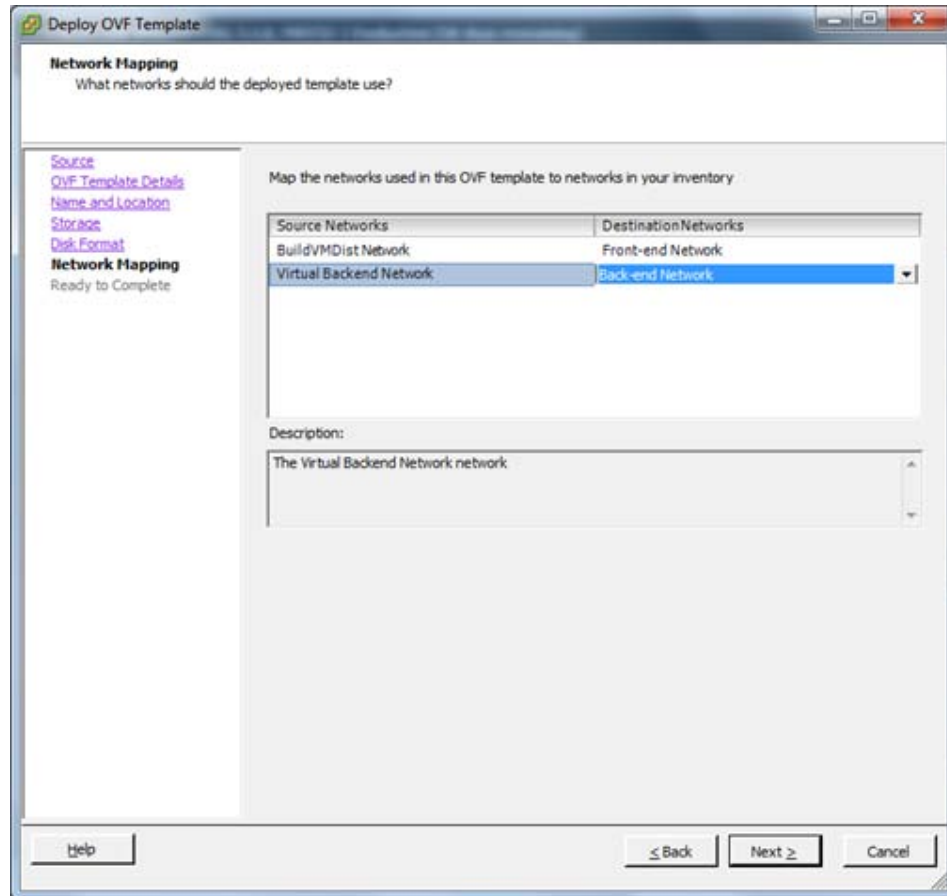 Deploy OVF Template
Network Mapping
What networks should the deployed template use?
Source
OVF Template Details
Name and Location
Storage
Disk Format
Network Mapping
Ready to Complete
Map the networks used in this OVF template to networks in your inventory
Source Networks DestinationNetworks
BuildVMDist Network Front-end Network
Virtual Backend Network Back-end Network
Description:
The Virtual Backend Network network
Help
< Back
Next >
Cancel